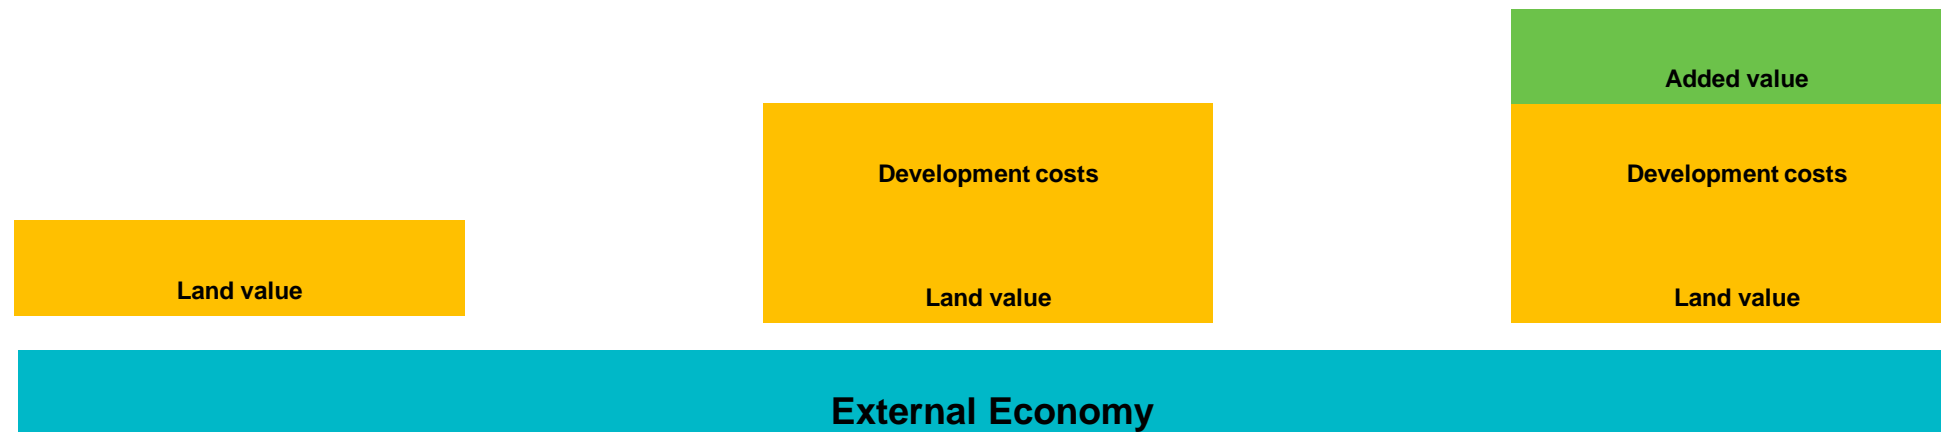 Added value
Development costs
Development costs
Land value
Land value
Land value
External Economy